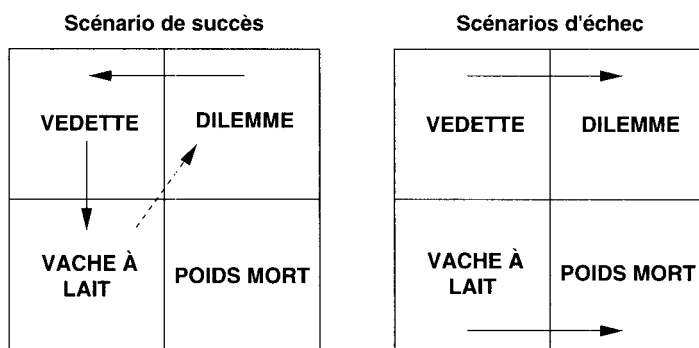 Scénario de succès
VEDETTE
DILEMME
VACHE À
LAIT
POIDS MORT
Scénarios d'échec
VEDETTE
DILEMME
VACHE À
LAIT
POIDS MORT